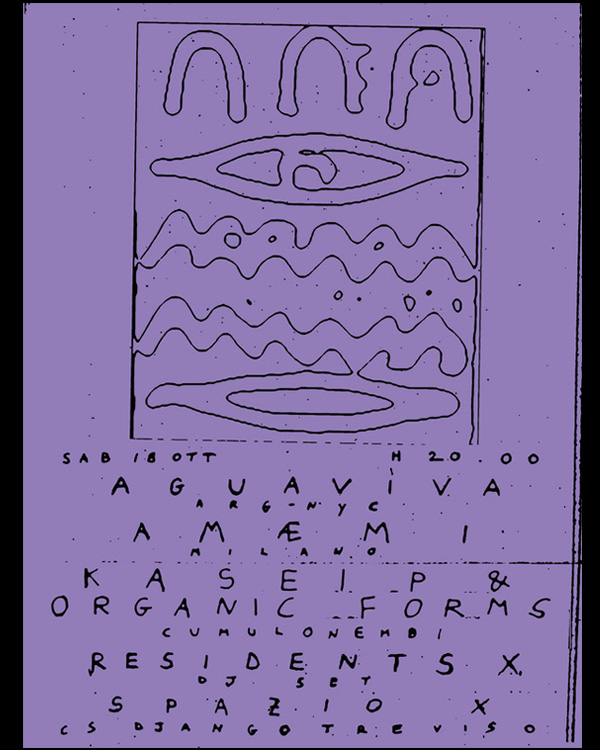 SAB 18 OTT H 20.00
AGUAVIVA
ARG-NYC
AMÆMI
MILANO
KASEIP &
ORGANIC FORMS
CUMULONEMBI
RESIDENTS X
DJ SET
SPAZIO X
CS DJANGO TREVISO